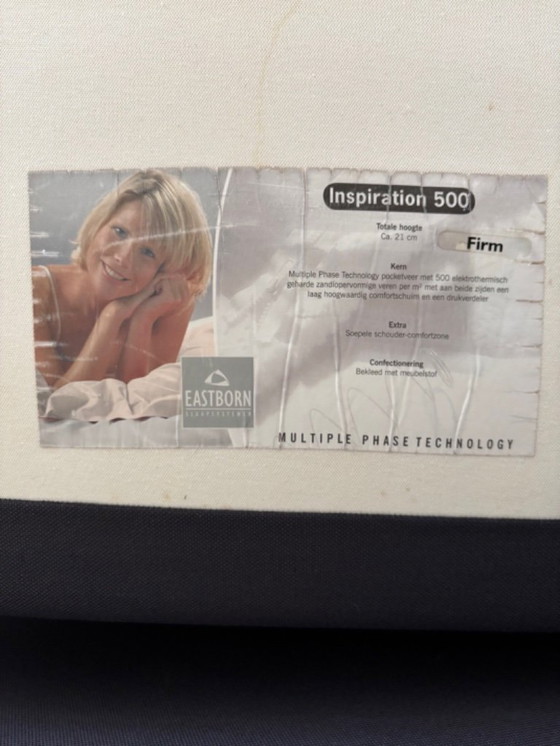 Inspiration 500
Totale hoogte
Ca. 21 cm
Firm
Kern
Multiple Phase Technology pocketveer met 500 elektrothermisch
geharde zandlopervormige veren per m² met aan beide zijden een
laag hoogwaardig comfortschuim en een drukverdeler
Extra
Soepele schouder-comfortzone
Confectionering
Bekleed met meubelstof
EASTBORN
SLAAPSYSTEMEN
MULTIPLE PHASE TECHNOLOGY